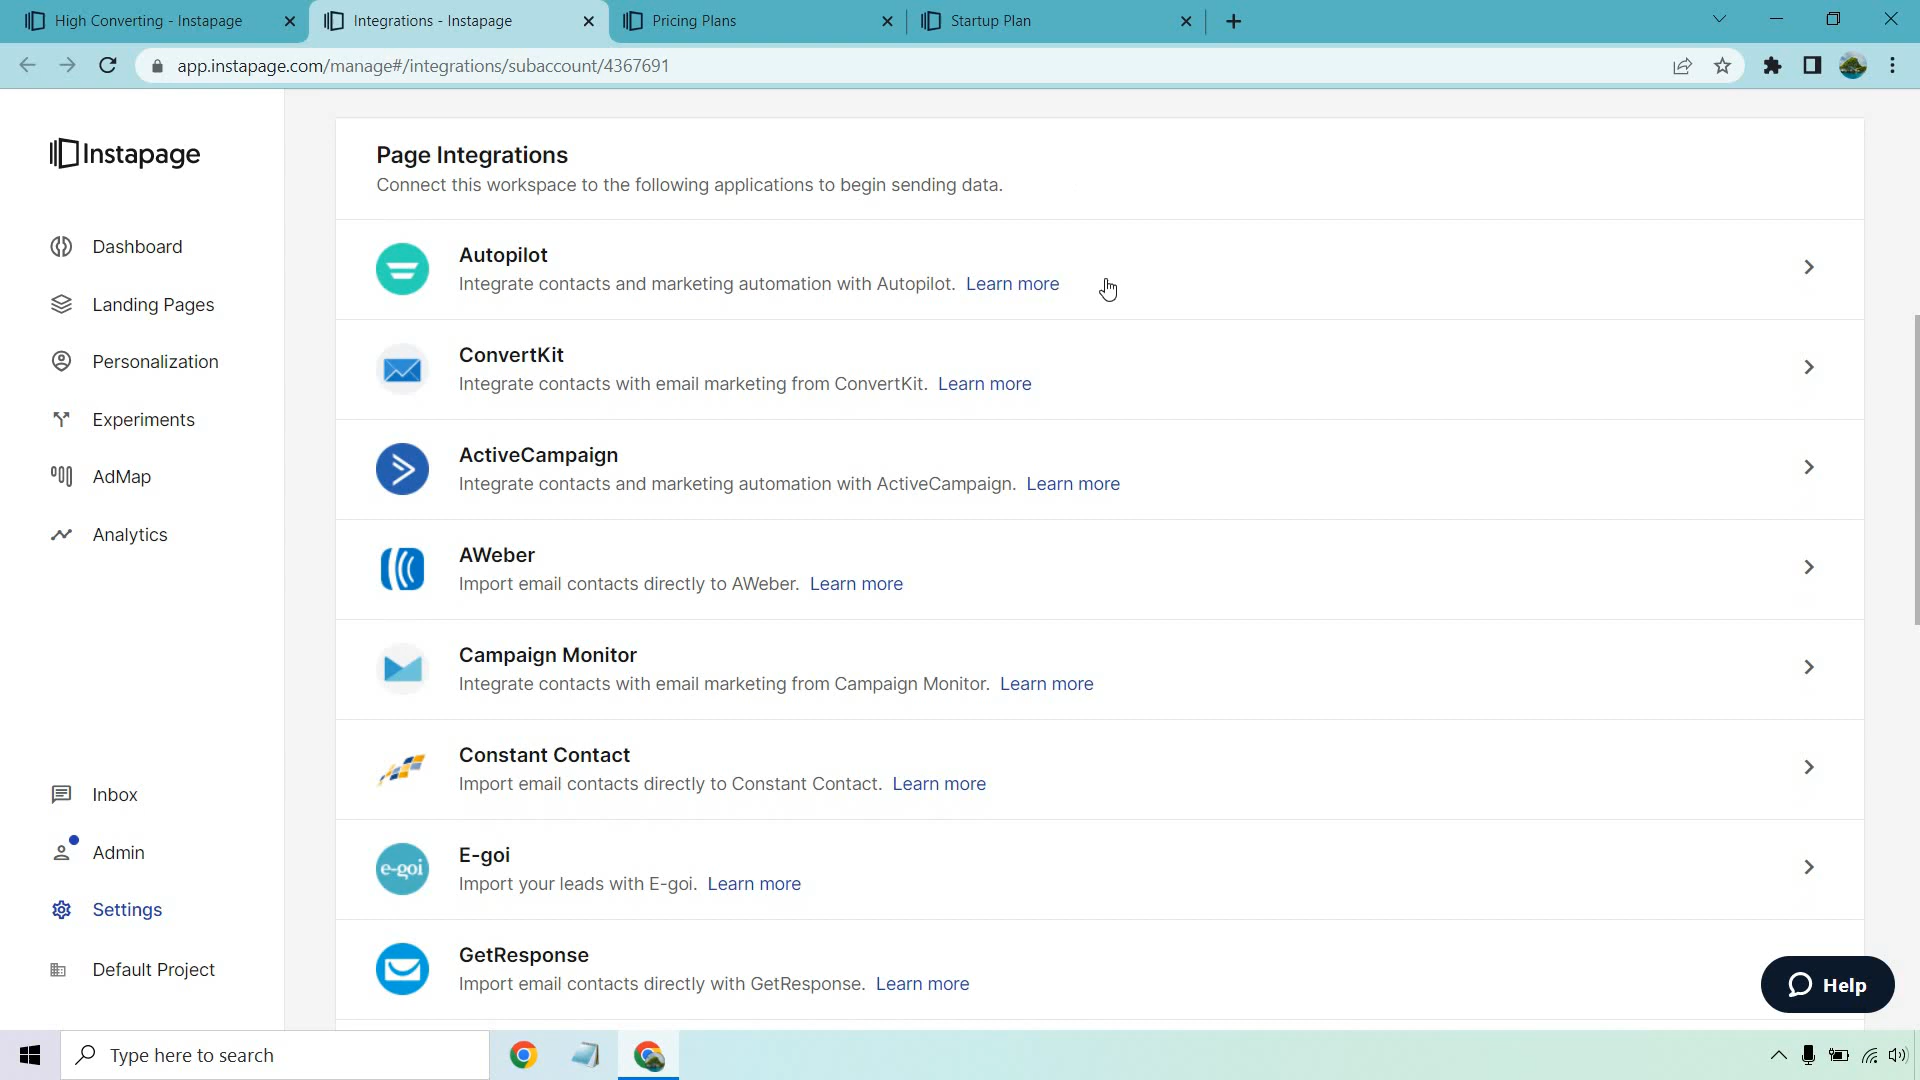 High Converting - Instapage
Integrations - Instapage
Pricing Plans
Startup Plan
app.instapage.com/manage#/integrations/subaccount/4367691
Instapage
Dashboard
Landing Pages
Personalization
Experiments
AdMap
Analytics
Inbox
Admin
Settings
Default Project
Page Integrations
Connect this workspace to the following applications to begin sending data.
Autopilot
Integrate contacts and marketing automation with Autopilot. Learn more
ConvertKit
Integrate contacts with email marketing from ConvertKit. Learn more
ActiveCampaign
Integrate contacts and marketing automation with ActiveCampaign. Learn more
AWeber
Import email contacts directly to AWeber. Learn more
Campaign Monitor
Integrate contacts with email marketing from Campaign Monitor. Learn more
Constant Contact
Import email contacts directly to Constant Contact. Learn more
e-goi
E-goi
Import your leads with E-goi. Learn more
GetResponse
Import email contacts directly with GetResponse. Learn more
Help
Type here to search